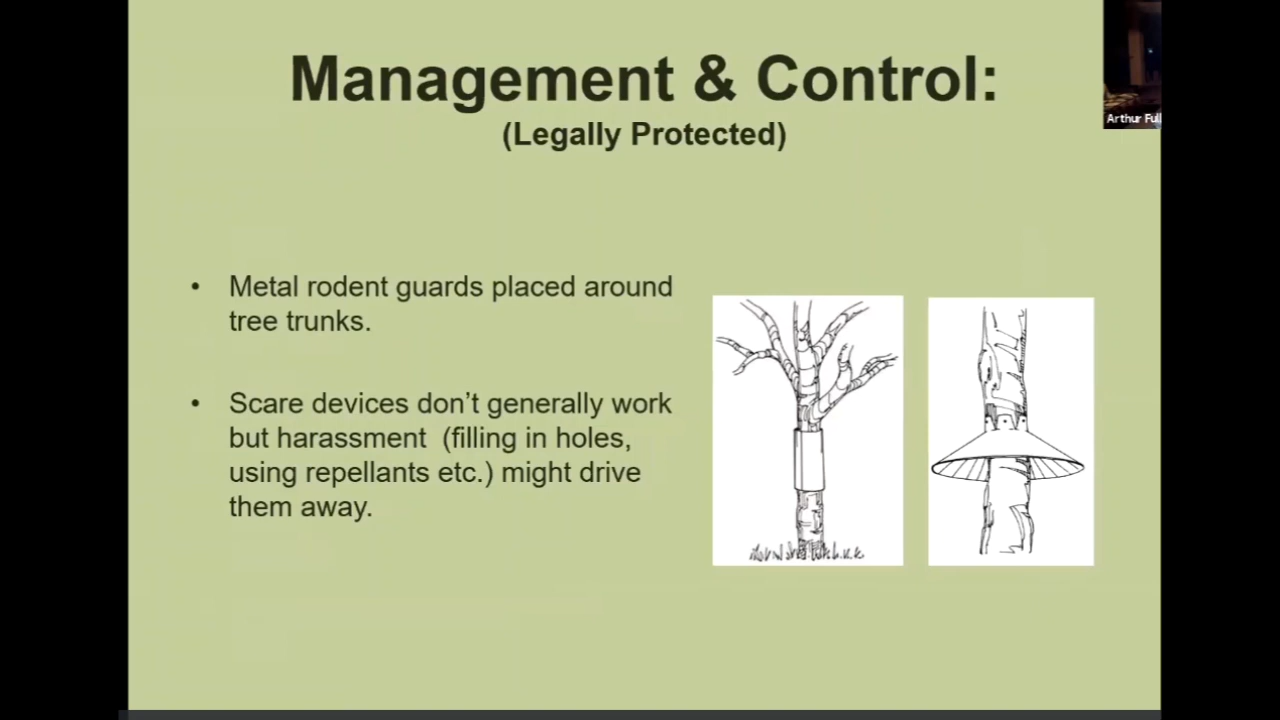 Management & Control:
(Legally Protected)
Arthur Full
• Metal rodent guards placed around
tree trunks.
• Scare devices don't generally work
but harassment (filling in holes,
using repellants etc.) might drive
them away.